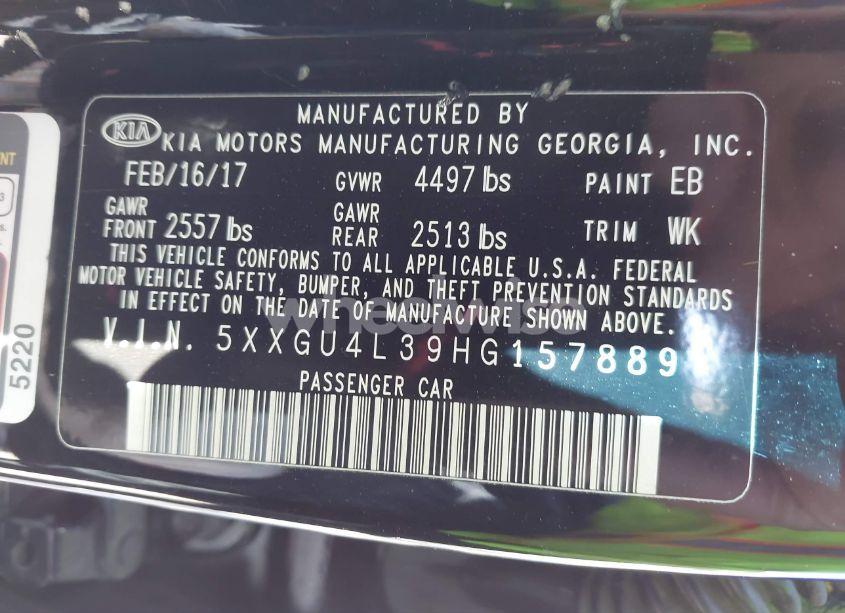 MANUFACTURED BY
KIA KIA MOTORS MANUFACTURING GEORGIA, INC.
FEB/16/17 GVWR 4497 lbs PAINT EB
GAWR FRONT 2557 lbs GAWR REAR 2513 lbs TRIM WK
THIS VEHICLE CONFORMS TO ALL APPLICABLE U.S.A. FEDERAL
MOTOR VEHICLE SAFETY, BUMPER, AND THEFT PREVENTION STANDARDS
IN EFFECT ON THE DATE OF MANUFACTURE SHOWN ABOVE.
V.I.N. 5XXGU4L39HG157889
PASSENGER CAR
5220